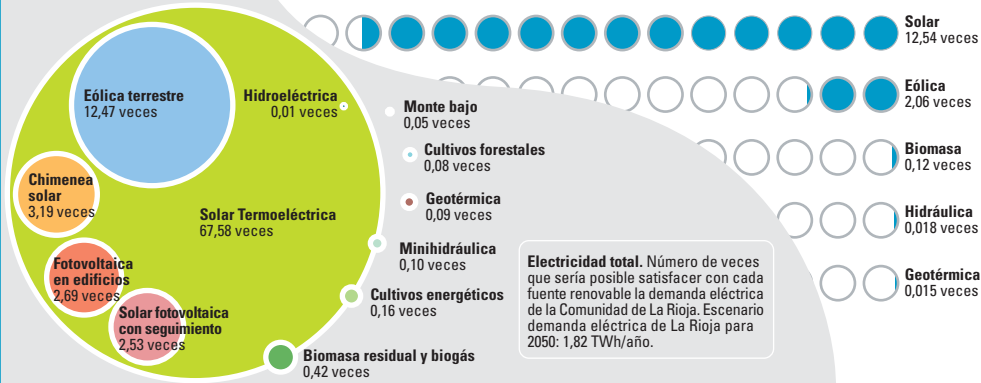 Eólica terrestre
12,47 veces
Hidroeléctrica
0,01 veces
Chimenea
solar
3,19 veces
Solar Termoeléctrica
67,58 veces
Fotovoltaica
en edificios
2,69 veces
Solar fotovoltaica
con seguimiento
2,53 veces
Monte bajo
0,05 veces
Cultivos forestales
0,08 veces
Geotérmica
0,09 veces
Minihidráulica
0,10 veces
Cultivos energéticos
0,16 veces
Biomasa residual y biogás
0,42 veces
Electricidad total. Número de veces
que sería posible satisfacer con cada
fuente renovable la demanda eléctrica
de la Comunidad de La Rioja. Escenario
demanda eléctrica de La Rioja para
2050: 1,82 TWh/año.
Solar
12,54 veces
Eólica
2,06 veces
Biomasa
0,12 veces
Hidráulica
0,018 veces
Geotérmica
0,015 veces